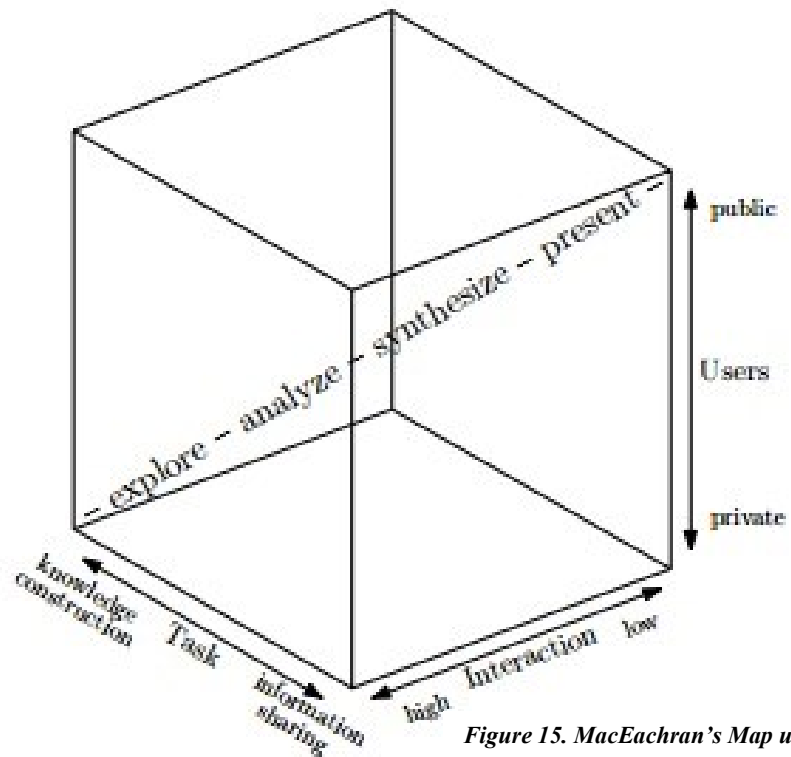 – explore – analyze – synthesize – present –
public
Users
private
knowledge
construction
Task
information
sharing
high
Interaction
low
Figure 15. MacEachran's Map u